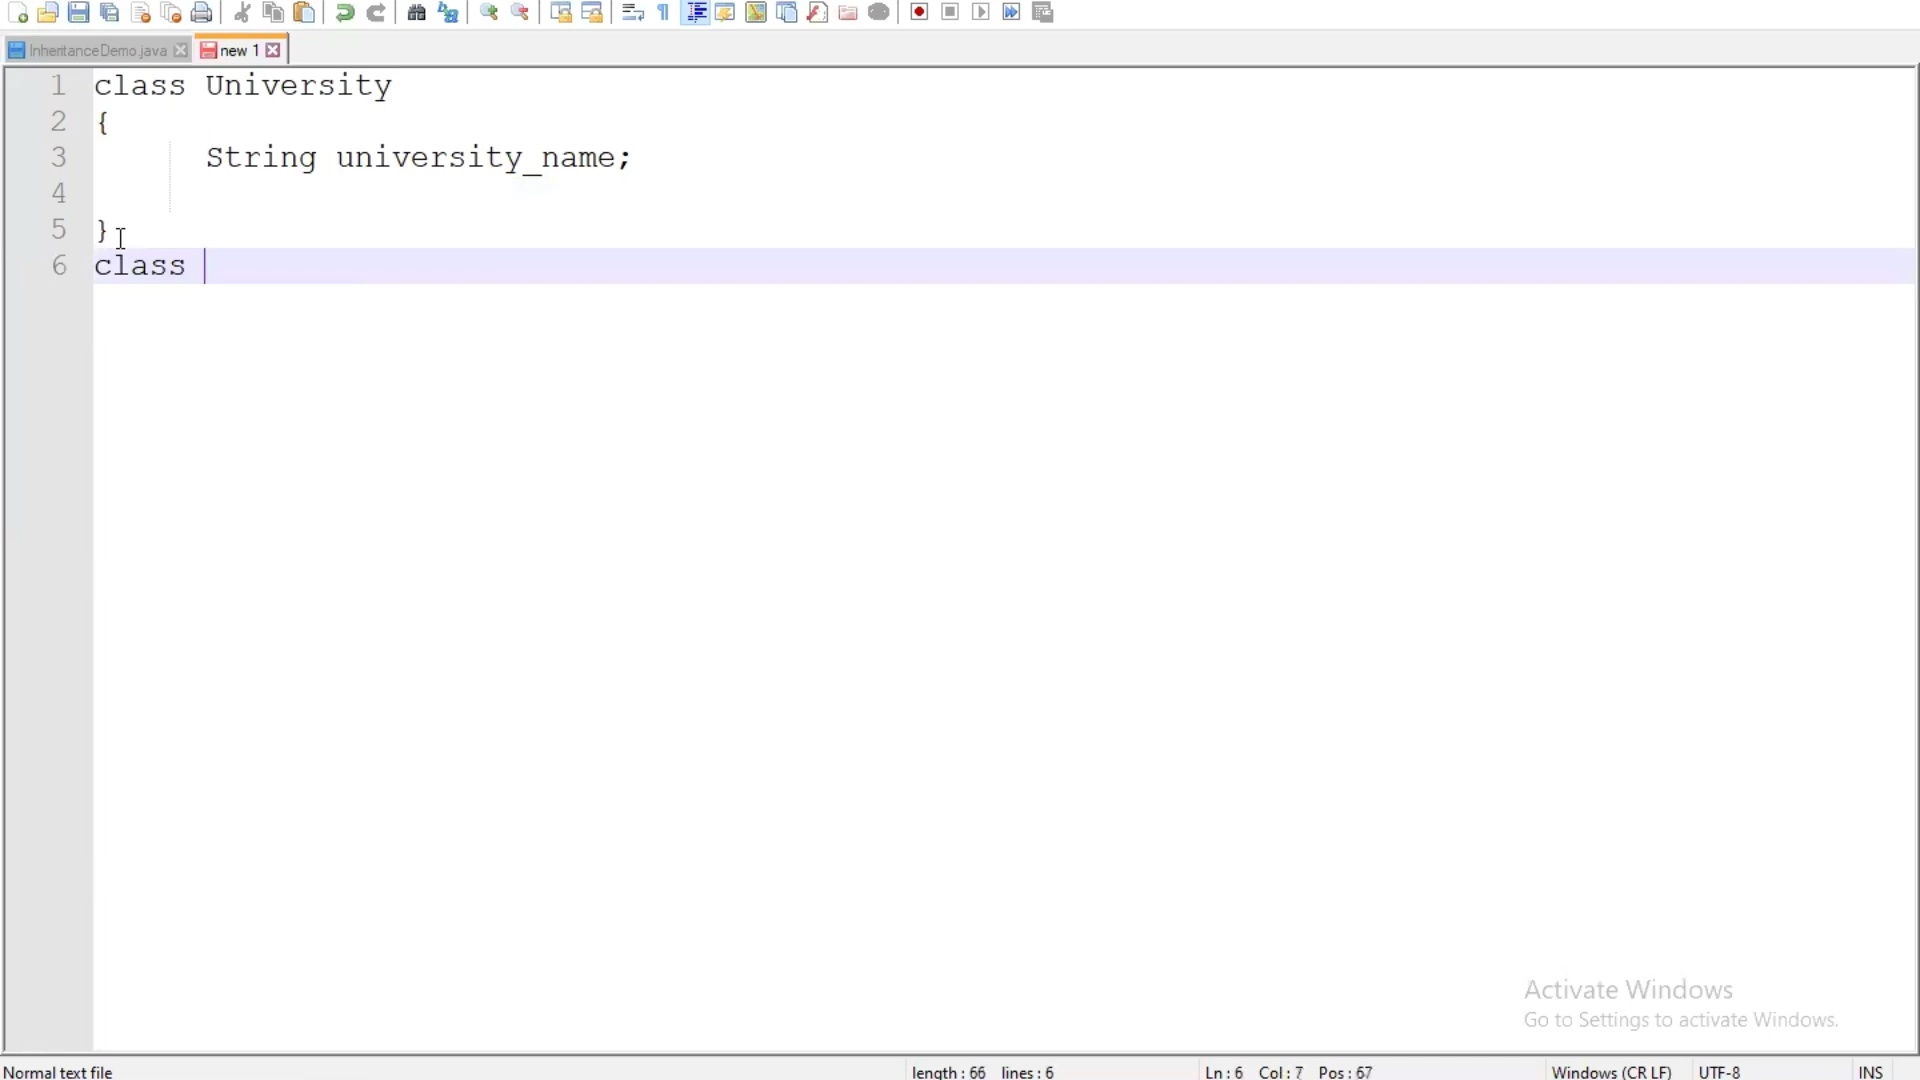 InheritanceDemo.java new 1
1 class University
2 {
3 String university_name;
4
5 }
6 class
Activate Windows
Go to Settings to activate Windows.
Normal text file length : 66 lines : 6 Ln : 6 Col : 7 Pos : 67 Windows (CR LF) UTF-8 INS